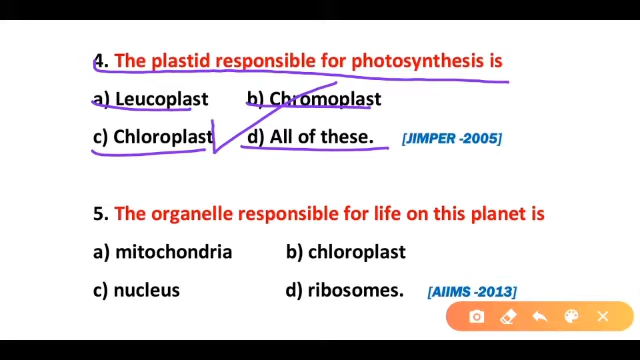 4. The plastid responsible for photosynthesis is
a) Leucoplast b) Chromoplast
c) Chloroplast d) All of these. [JIMPER -2005]
5. The organelle responsible for life on this planet is
a) mitochondria b) chloroplast
c) nucleus d) ribosomes. [AIIMS -2013]